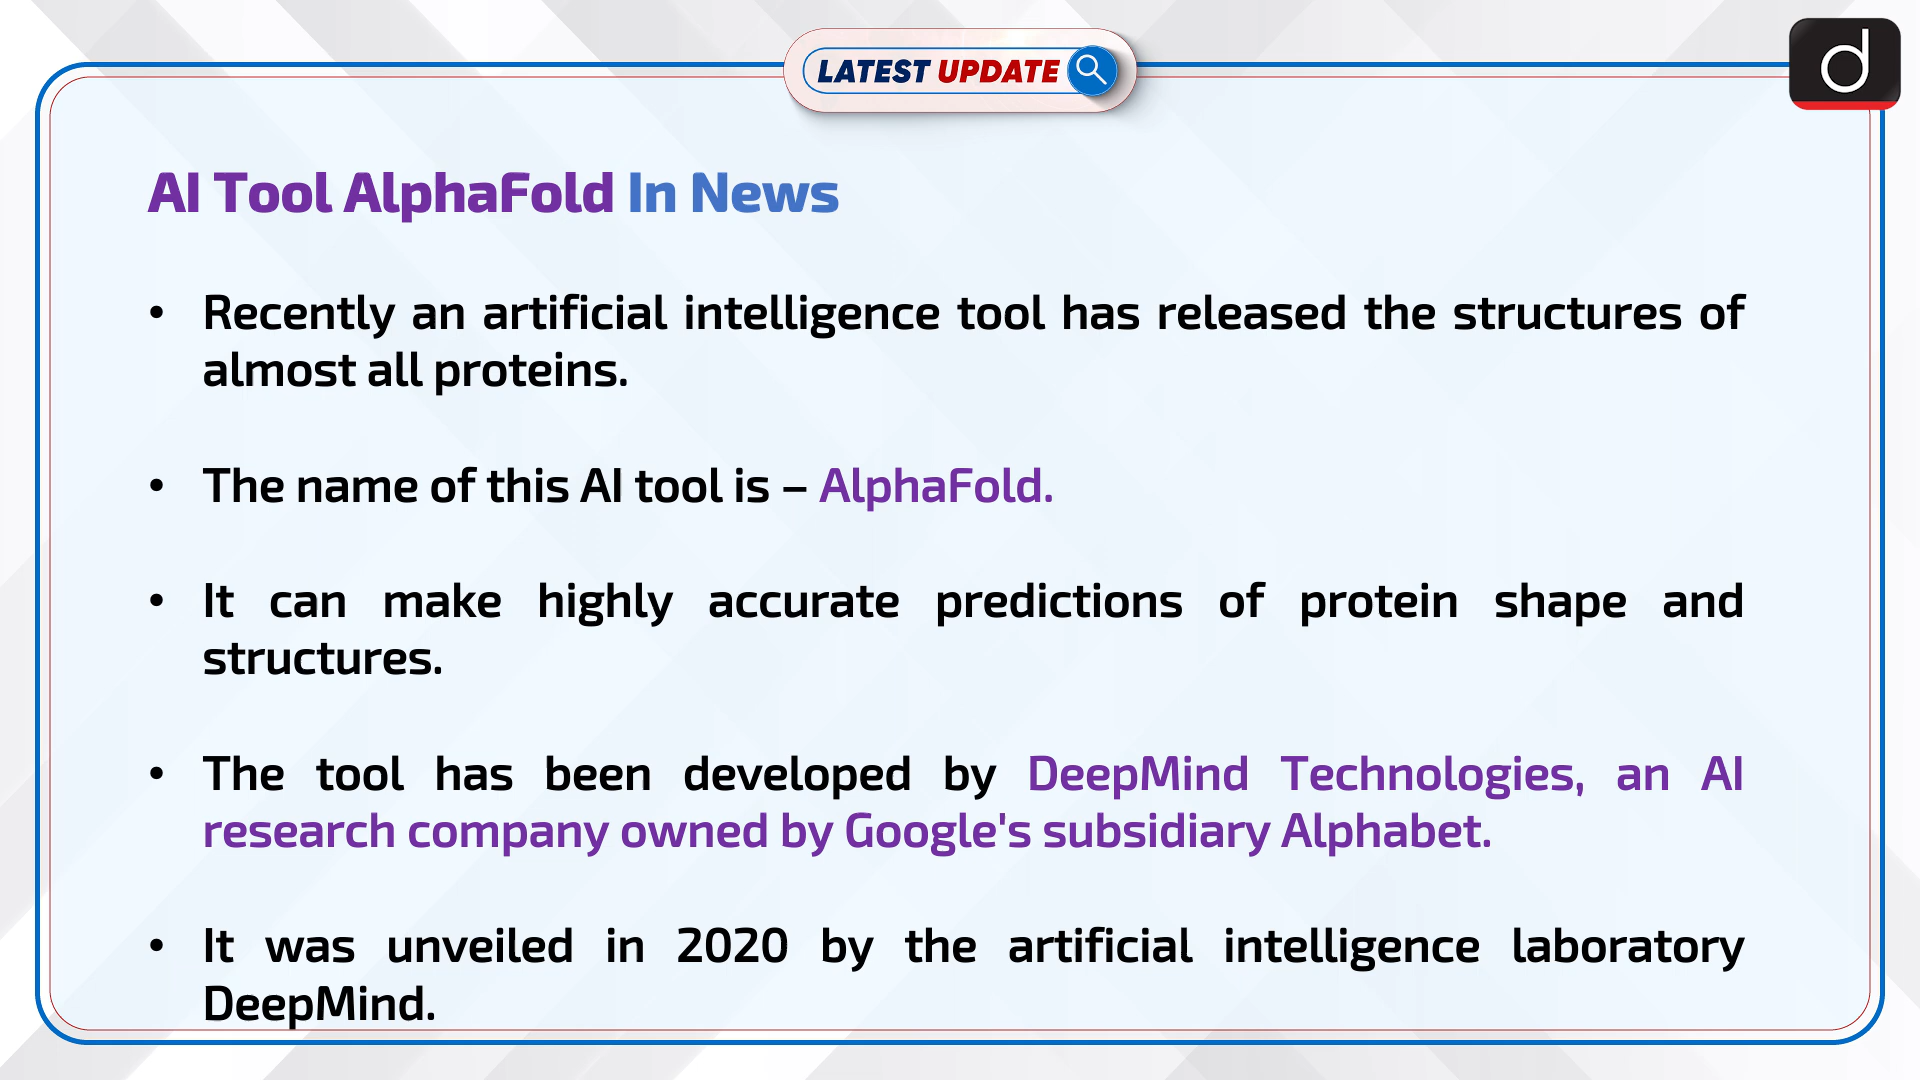 LATEST UPDATE
d
AI Tool AlphaFold In News
• Recently an artificial intelligence tool has released the structures of
almost all proteins.
• The name of this AI tool is – AlphaFold.
• It can make highly accurate predictions of protein shape and
structures.
• The tool has been developed by DeepMind Technologies, an AI
research company owned by Google's subsidiary Alphabet.
• It was unveiled in 2020 by the artificial intelligence laboratory
DeepMind.